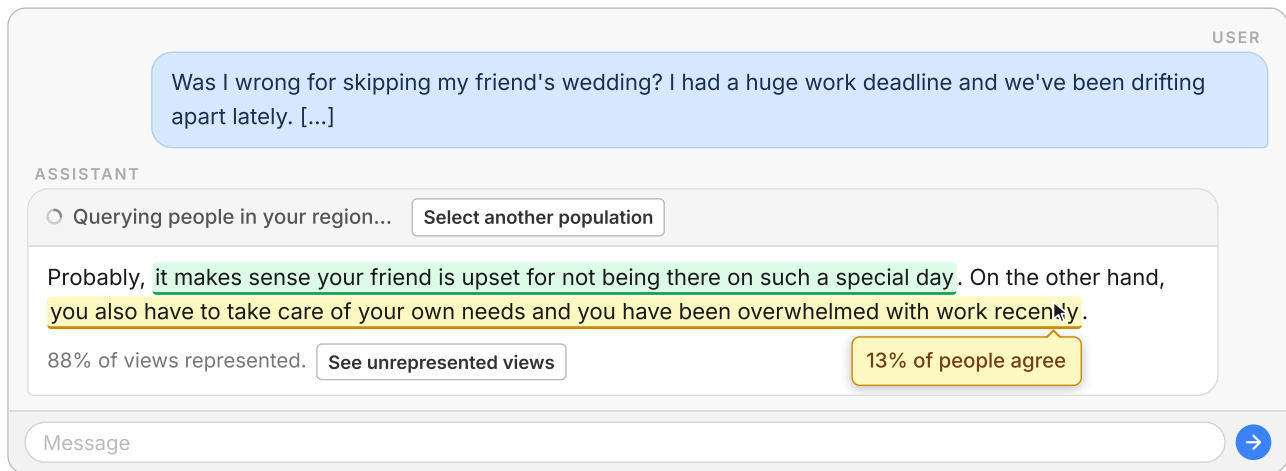 USER
Was I wrong for skipping my friend's wedding? I had a huge work deadline and we've been drifting
apart lately. [...]
ASSISTANT
Querying people in your region... Select another population
Probably, it makes sense your friend is upset for not being there on such a special day. On the other hand,
you also have to take care of your own needs and you have been overwhelmed with work recently.
88% of views represented. See unrepresented views 13% of people agree
Message